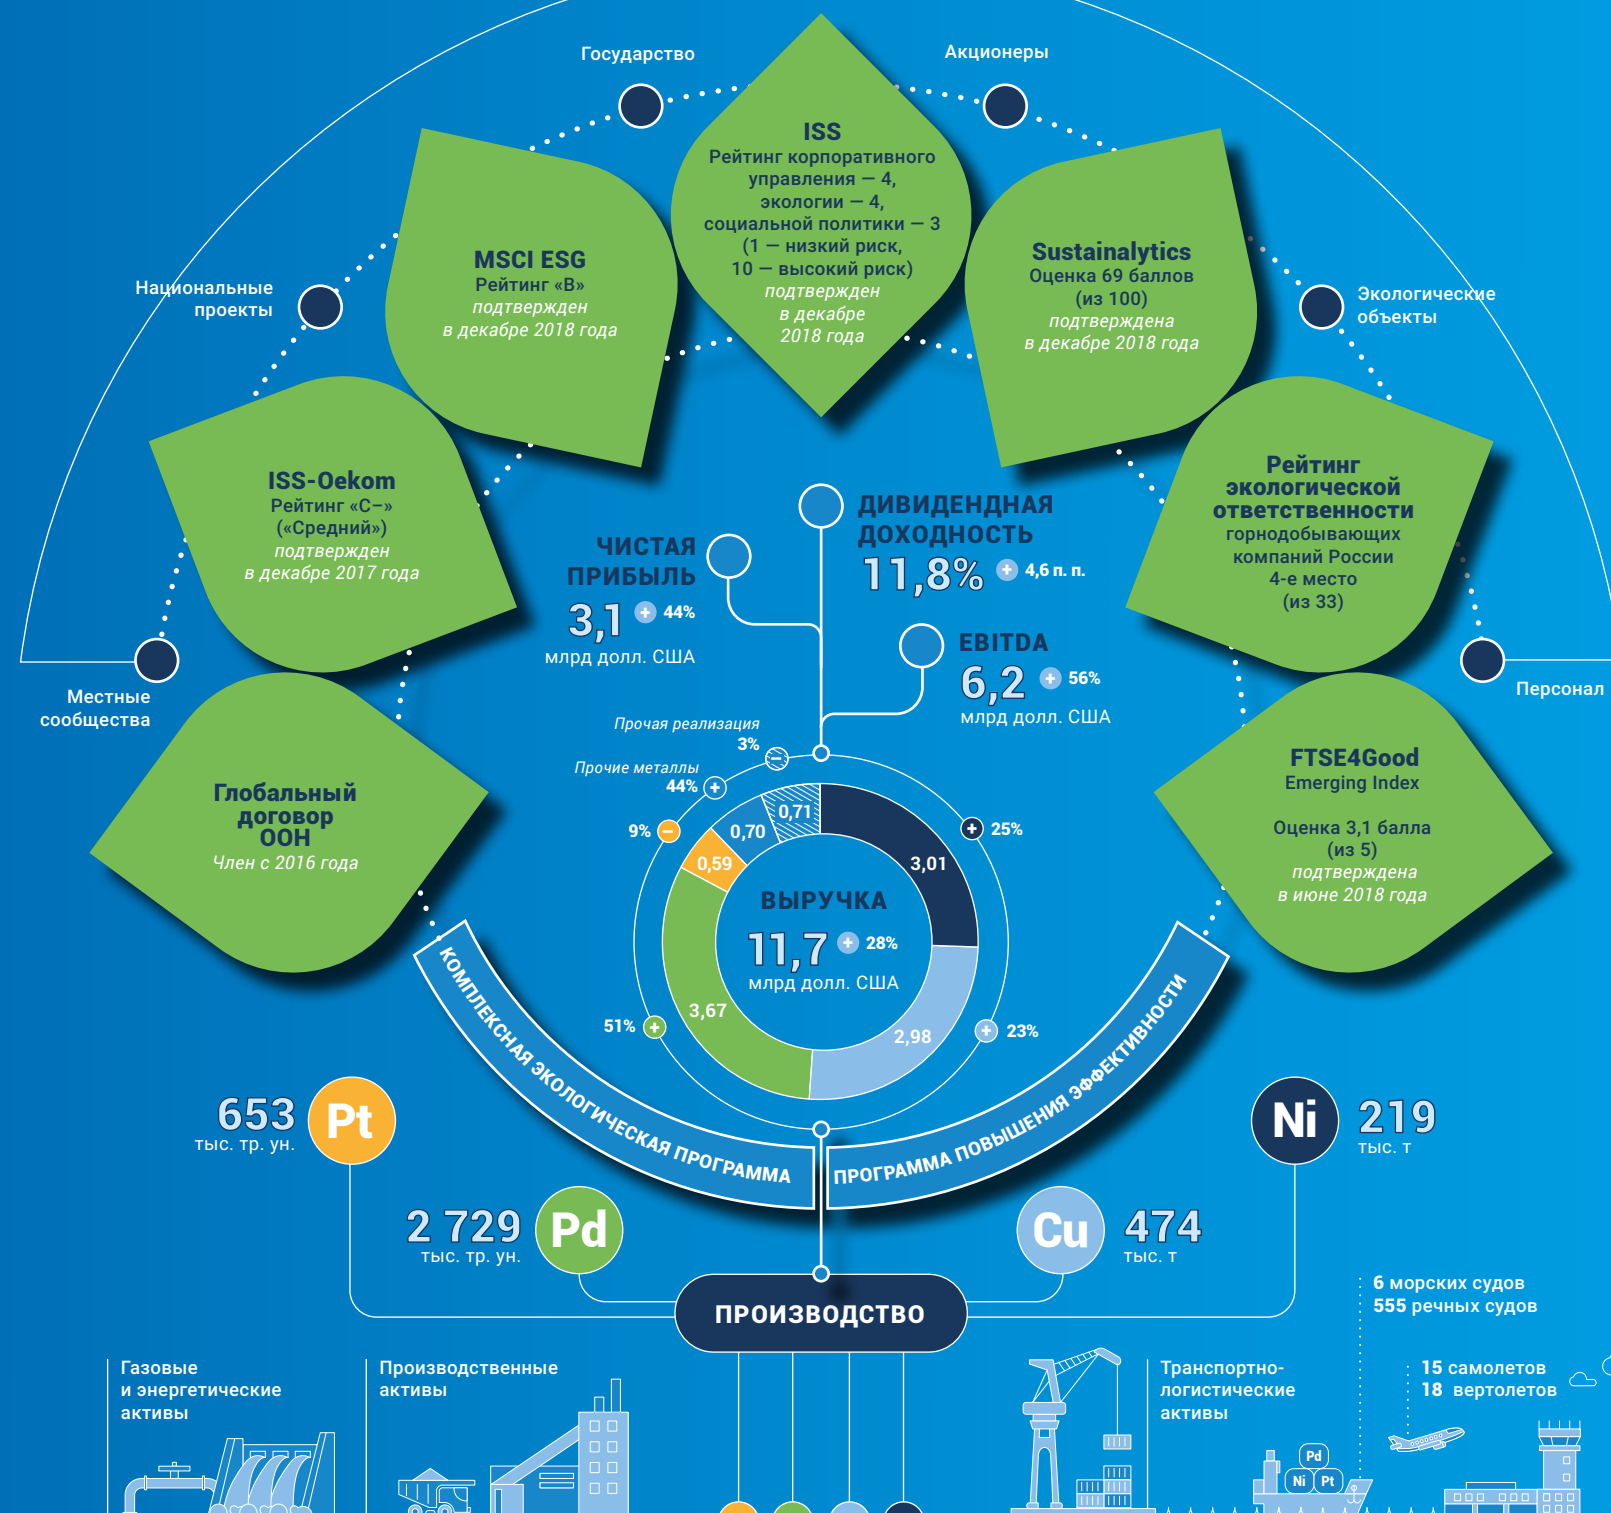 Государство
Акционеры
Национальные
проекты
Экологические
объекты
Местные
сообщества
Персонал
ISS
Рейтинг корпоративного
управления — 4,
экологии — 4,
социальной политики — 3
(1 — низкий риск,
10 — высокий риск)
подтвержден
в декабре
2018 года
MSCI ESG
Рейтинг «В»
подтвержден
в декабре 2018 года
Sustainalytics
Оценка 69 баллов
(из 100)
подтверждена
в декабре 2018 года
ISS-Oekom
Рейтинг «С–»
(«Средний»)
подтвержден
в декабре 2017 года
Рейтинг
экологической
ответственности
горнодобывающих
компаний России
4-е место
(из 33)
Глобальный
договор
ООН
Член с 2016 года
FTSE4Good
Emerging Index
Оценка 3,1 балла
(из 5)
подтверждена
в июне 2018 года
ДИВИДЕНДНАЯ
ДОХОДНОСТЬ
11,8% + 4,6 п. п.
ЧИСТАЯ
ПРИБЫЛЬ
3,1 + 44%
млрд долл. США
EBITDA
6,2 + 56%
млрд долл. США
Прочая реализация
3% –
Прочие металлы
44% +
9% –
+ 25%
51% +
+ 23%
0,71
0,70
0,59
3,01
3,67
2,98
ВЫРУЧКА
11,7 + 28%
млрд долл. США
КОМПЛЕКСНАЯ ЭКОЛОГИЧЕСКАЯ ПРОГРАММА
ПРОГРАММА ПОВЫШЕНИЯ ЭФФЕКТИВНОСТИ
653
тыс. тр. ун.
Pt
2 729
тыс. тр. ун.
Pd
Ni
219
тыс. т
Cu
474
тыс. т
ПРОИЗВОДСТВО
6 морских судов
555 речных судов
15 самолетов
18 вертолетов
Газовые
и энергетические
активы
Производственные
активы
Транспортно-
логистические
активы
Pd
Ni Pt